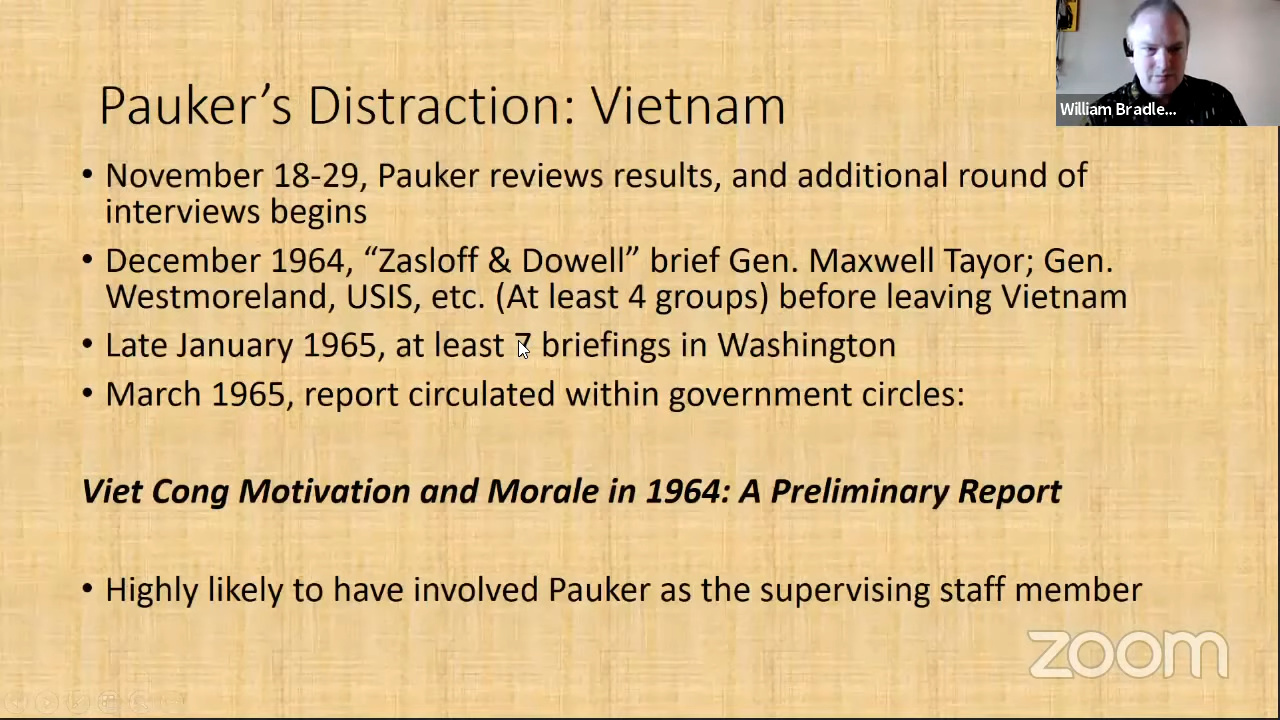 Pauker's Distraction: Vietnam
William Bradle...
• November 18-29, Pauker reviews results, and additional round of
interviews begins
• December 1964, “Zasloff & Dowell” brief Gen. Maxwell Tayor; Gen.
Westmoreland, USIS, etc. (At least 4 groups) before leaving Vietnam
• Late January 1965, at least 7 briefings in Washington
• March 1965, report circulated within government circles:
Viet Cong Motivation and Morale in 1964: A Preliminary Report
• Highly likely to have involved Pauker as the supervising staff member
zoom